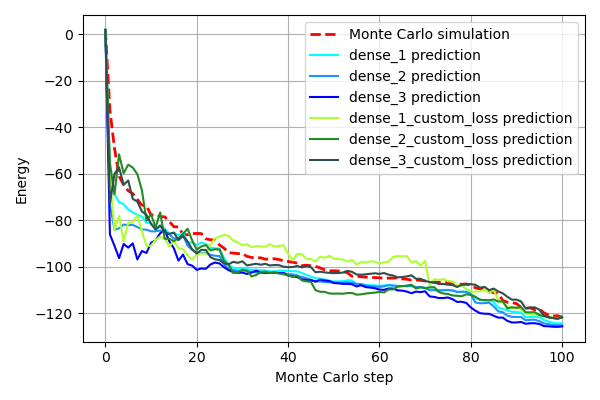 Monte Carlo simulation
dense_1 prediction
dense_2 prediction
dense_3 prediction
dense_1_custom_loss prediction
dense_2_custom_loss prediction
dense_3_custom_loss prediction
Energy
0
−20
−40
−60
−80
−100
−120
0 20 40 60 80 100
Monte Carlo step